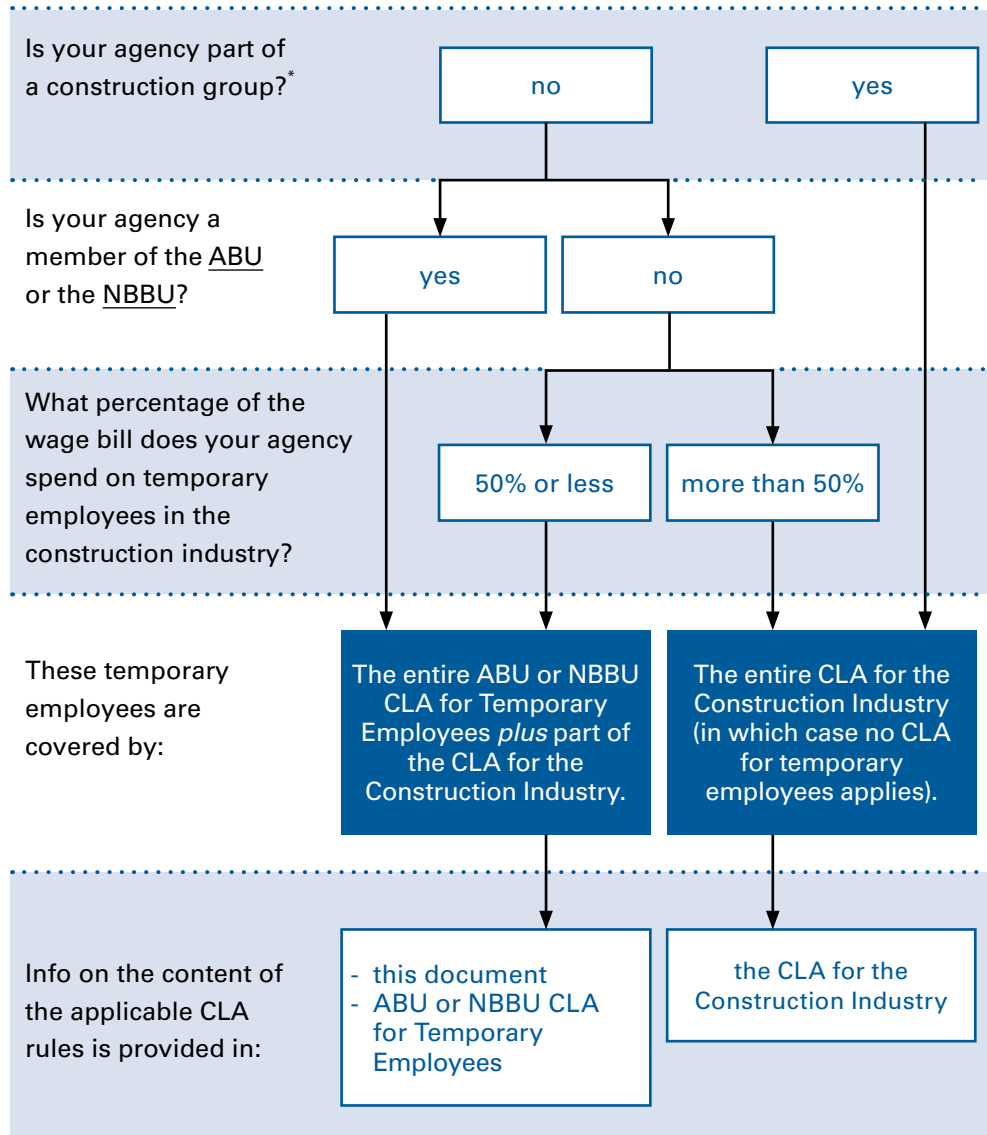 Is your agency part of
a construction group?*
no
yes
Is your agency a
member of the ABU
or the NBBU?
yes
no
What percentage of the
wage bill does your agency
spend on temporary
employees in the
construction industry?
50% or less
more than 50%
These temporary
employees are
covered by:
The entire ABU or NBBU
CLA for Temporary
Employees plus part of
the CLA for the
Construction Industry.
The entire CLA for the
Construction Industry
(in which case no CLA
for temporary
employees applies).
Info on the content of
the applicable CLA
rules is provided in:
- this document
- ABU or NBBU CLA
for Temporary
Employees
the CLA for the
Construction Industry